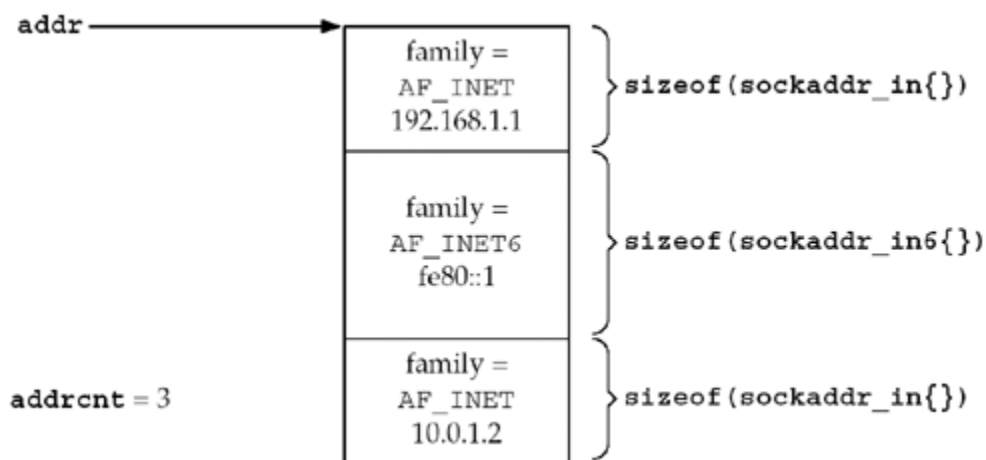 addr
family =
AF_INET
192.168.1.1
sizeof(sockaddr_in{})
family =
AF_INET6
fe80::1
sizeof(sockaddr_in6{})
family =
AF_INET
10.0.1.2
sizeof(sockaddr_in{})
addrcnt = 3